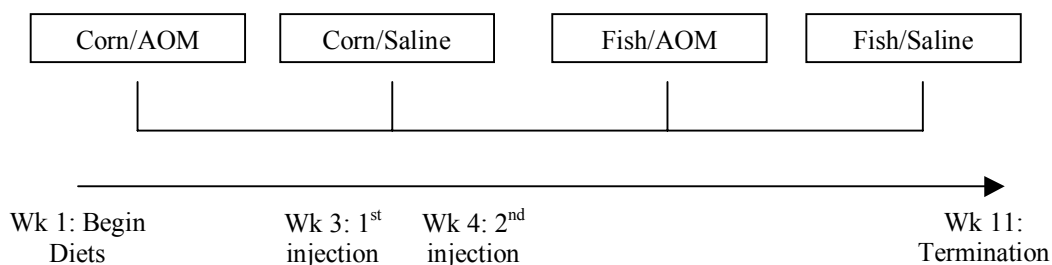 Corn/AOM
Corn/Saline
Fish/AOM
Fish/Saline
Wk 1: Begin
Diets
Wk 3: 1st
injection
Wk 4: 2nd
injection
Wk 11:
Termination